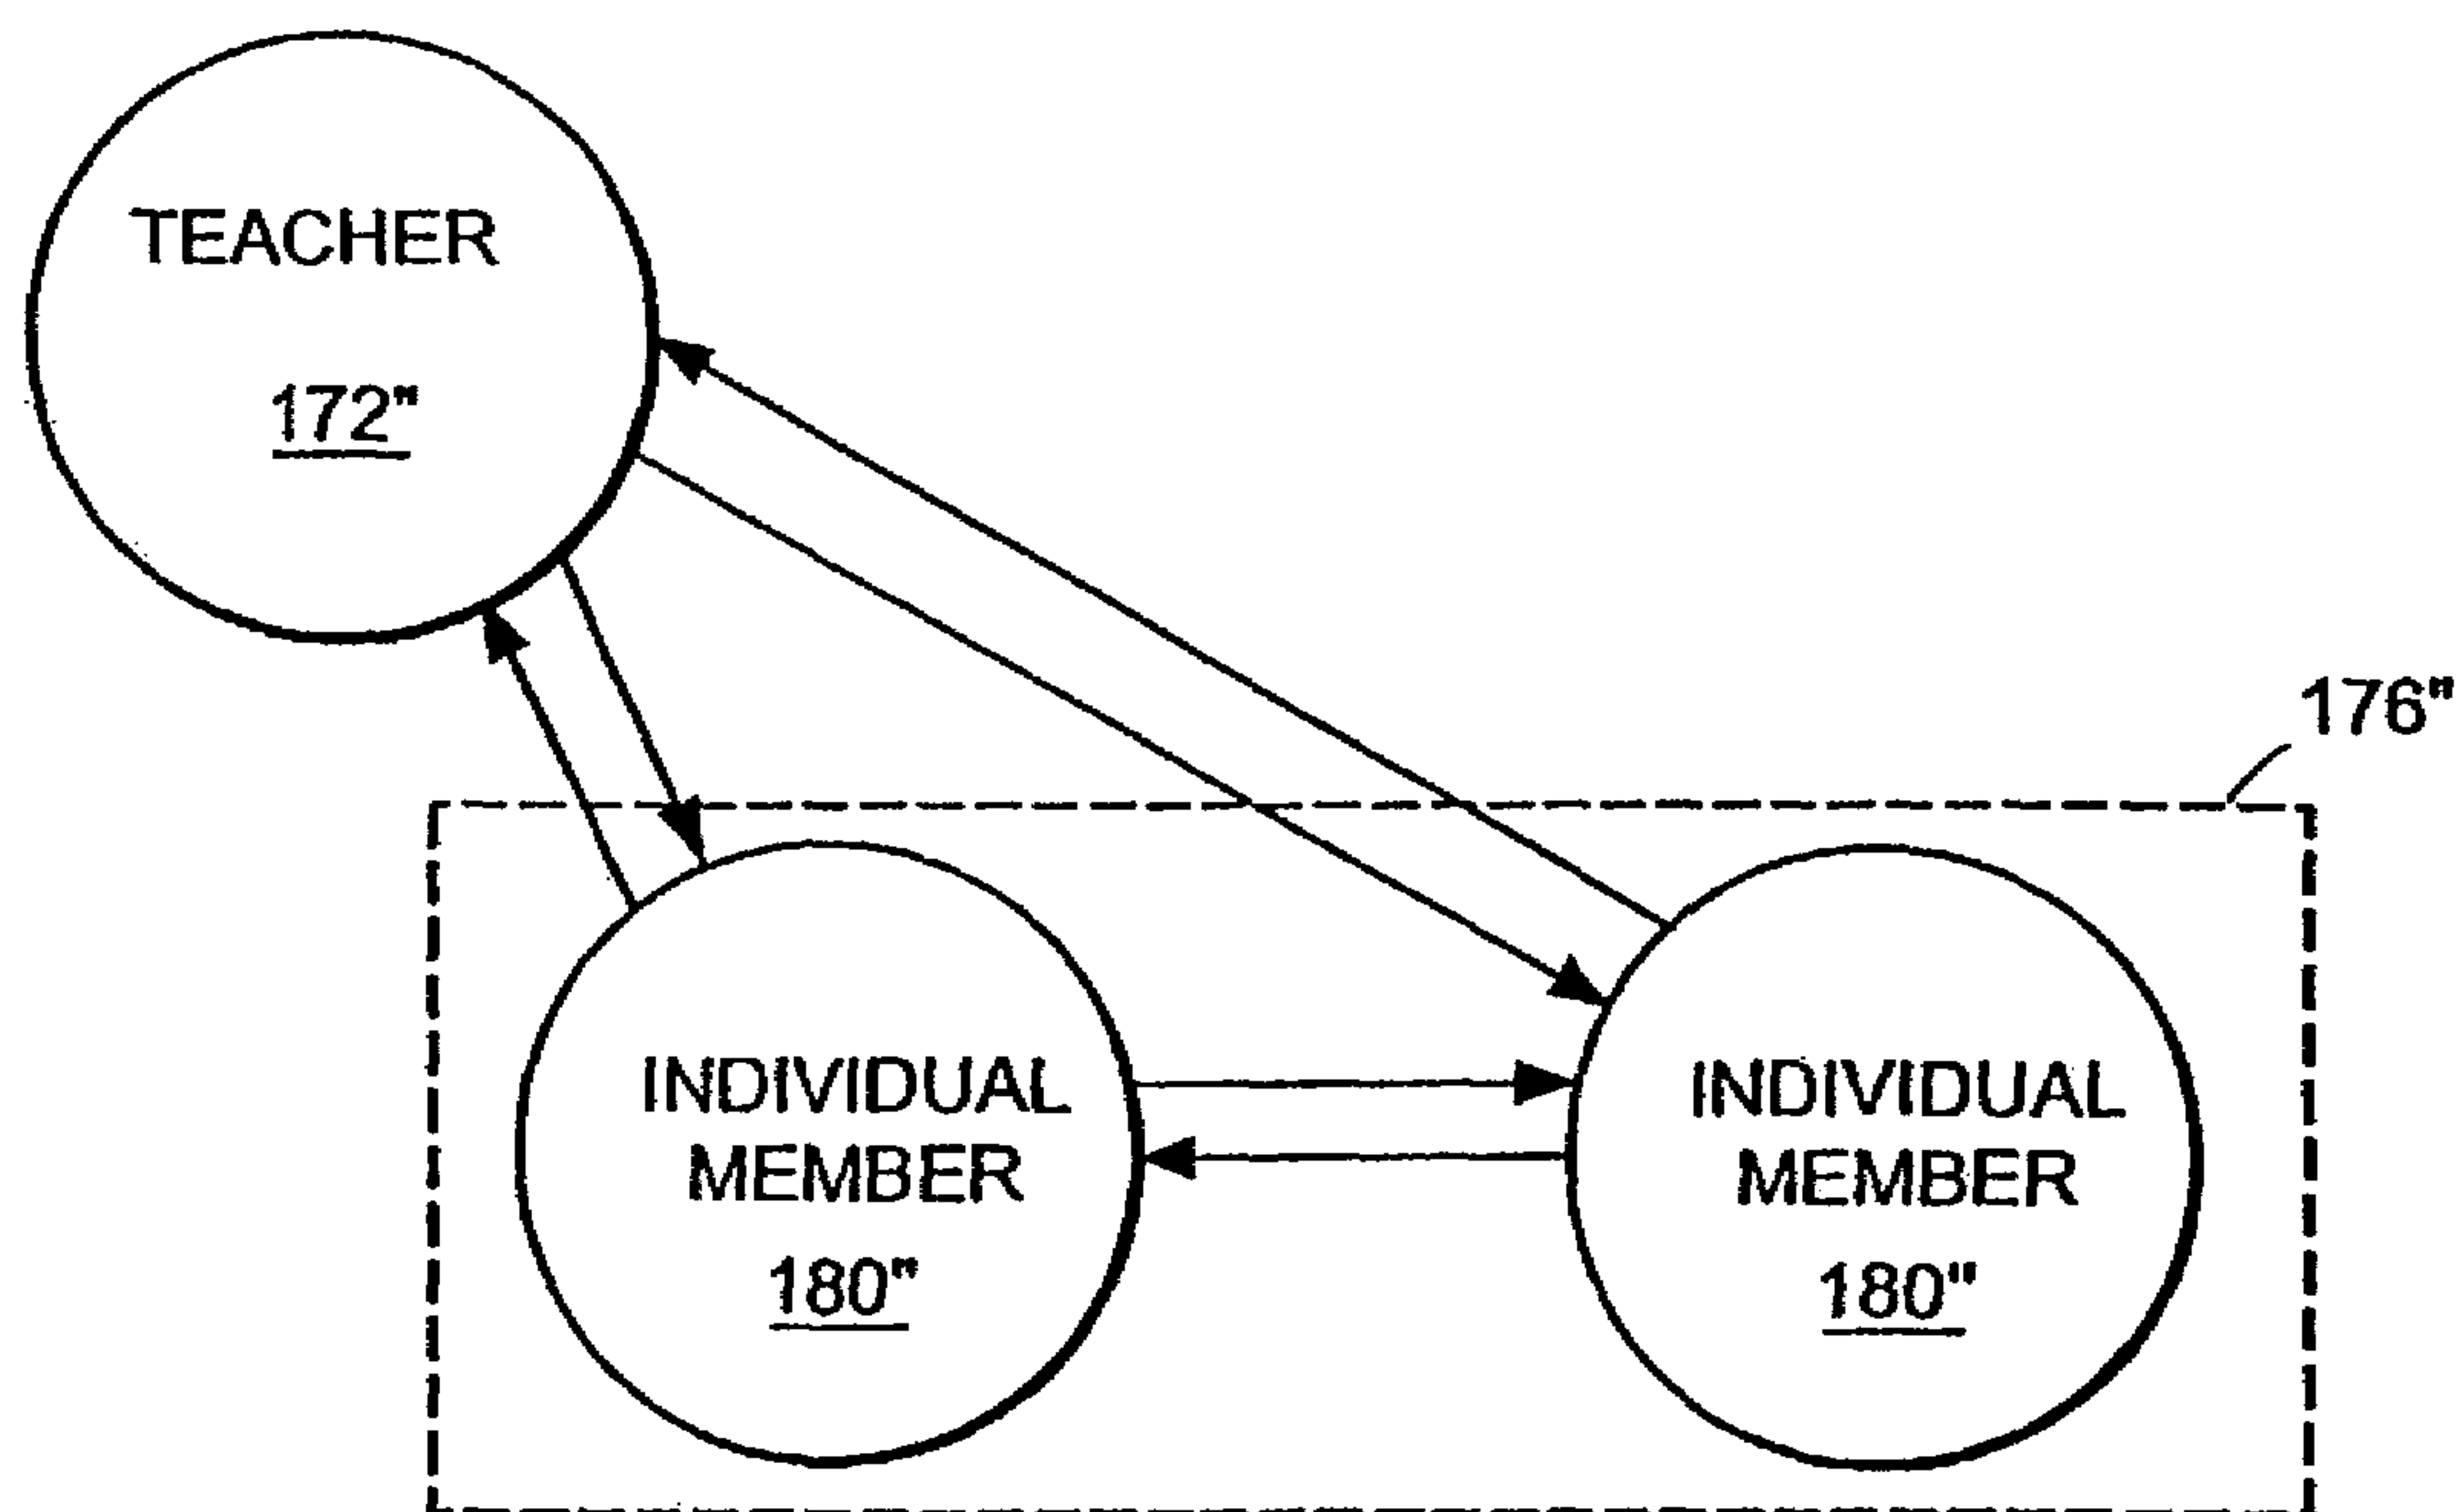 TEACHER
172"
176"
INDIVIDUAL
MEMBER
180"
INDIVIDUAL
MEMBER
180"